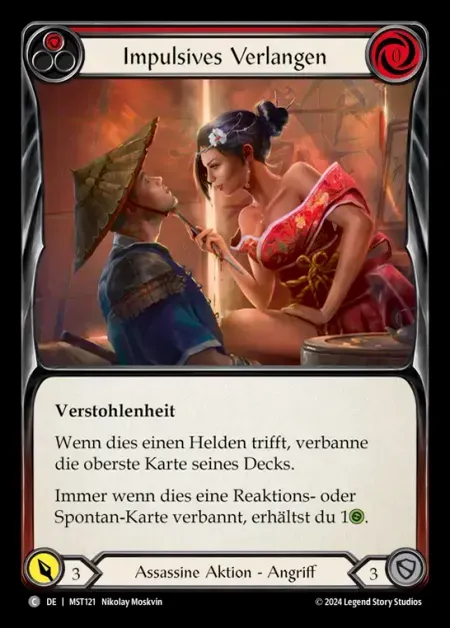 Impulsives Verlangen
0
Verstohlenheit
Wenn dies einen Helden trifft, verbanne
die oberste Karte seines Decks.
Immer wenn dies eine Reaktions- oder
Spontan-Karte verbannt, erhältst du 1.
3
Assassine Aktion - Angriff
3
C DE | MST121 Nikolay Moskvin
© 2024 Legend Story Studios